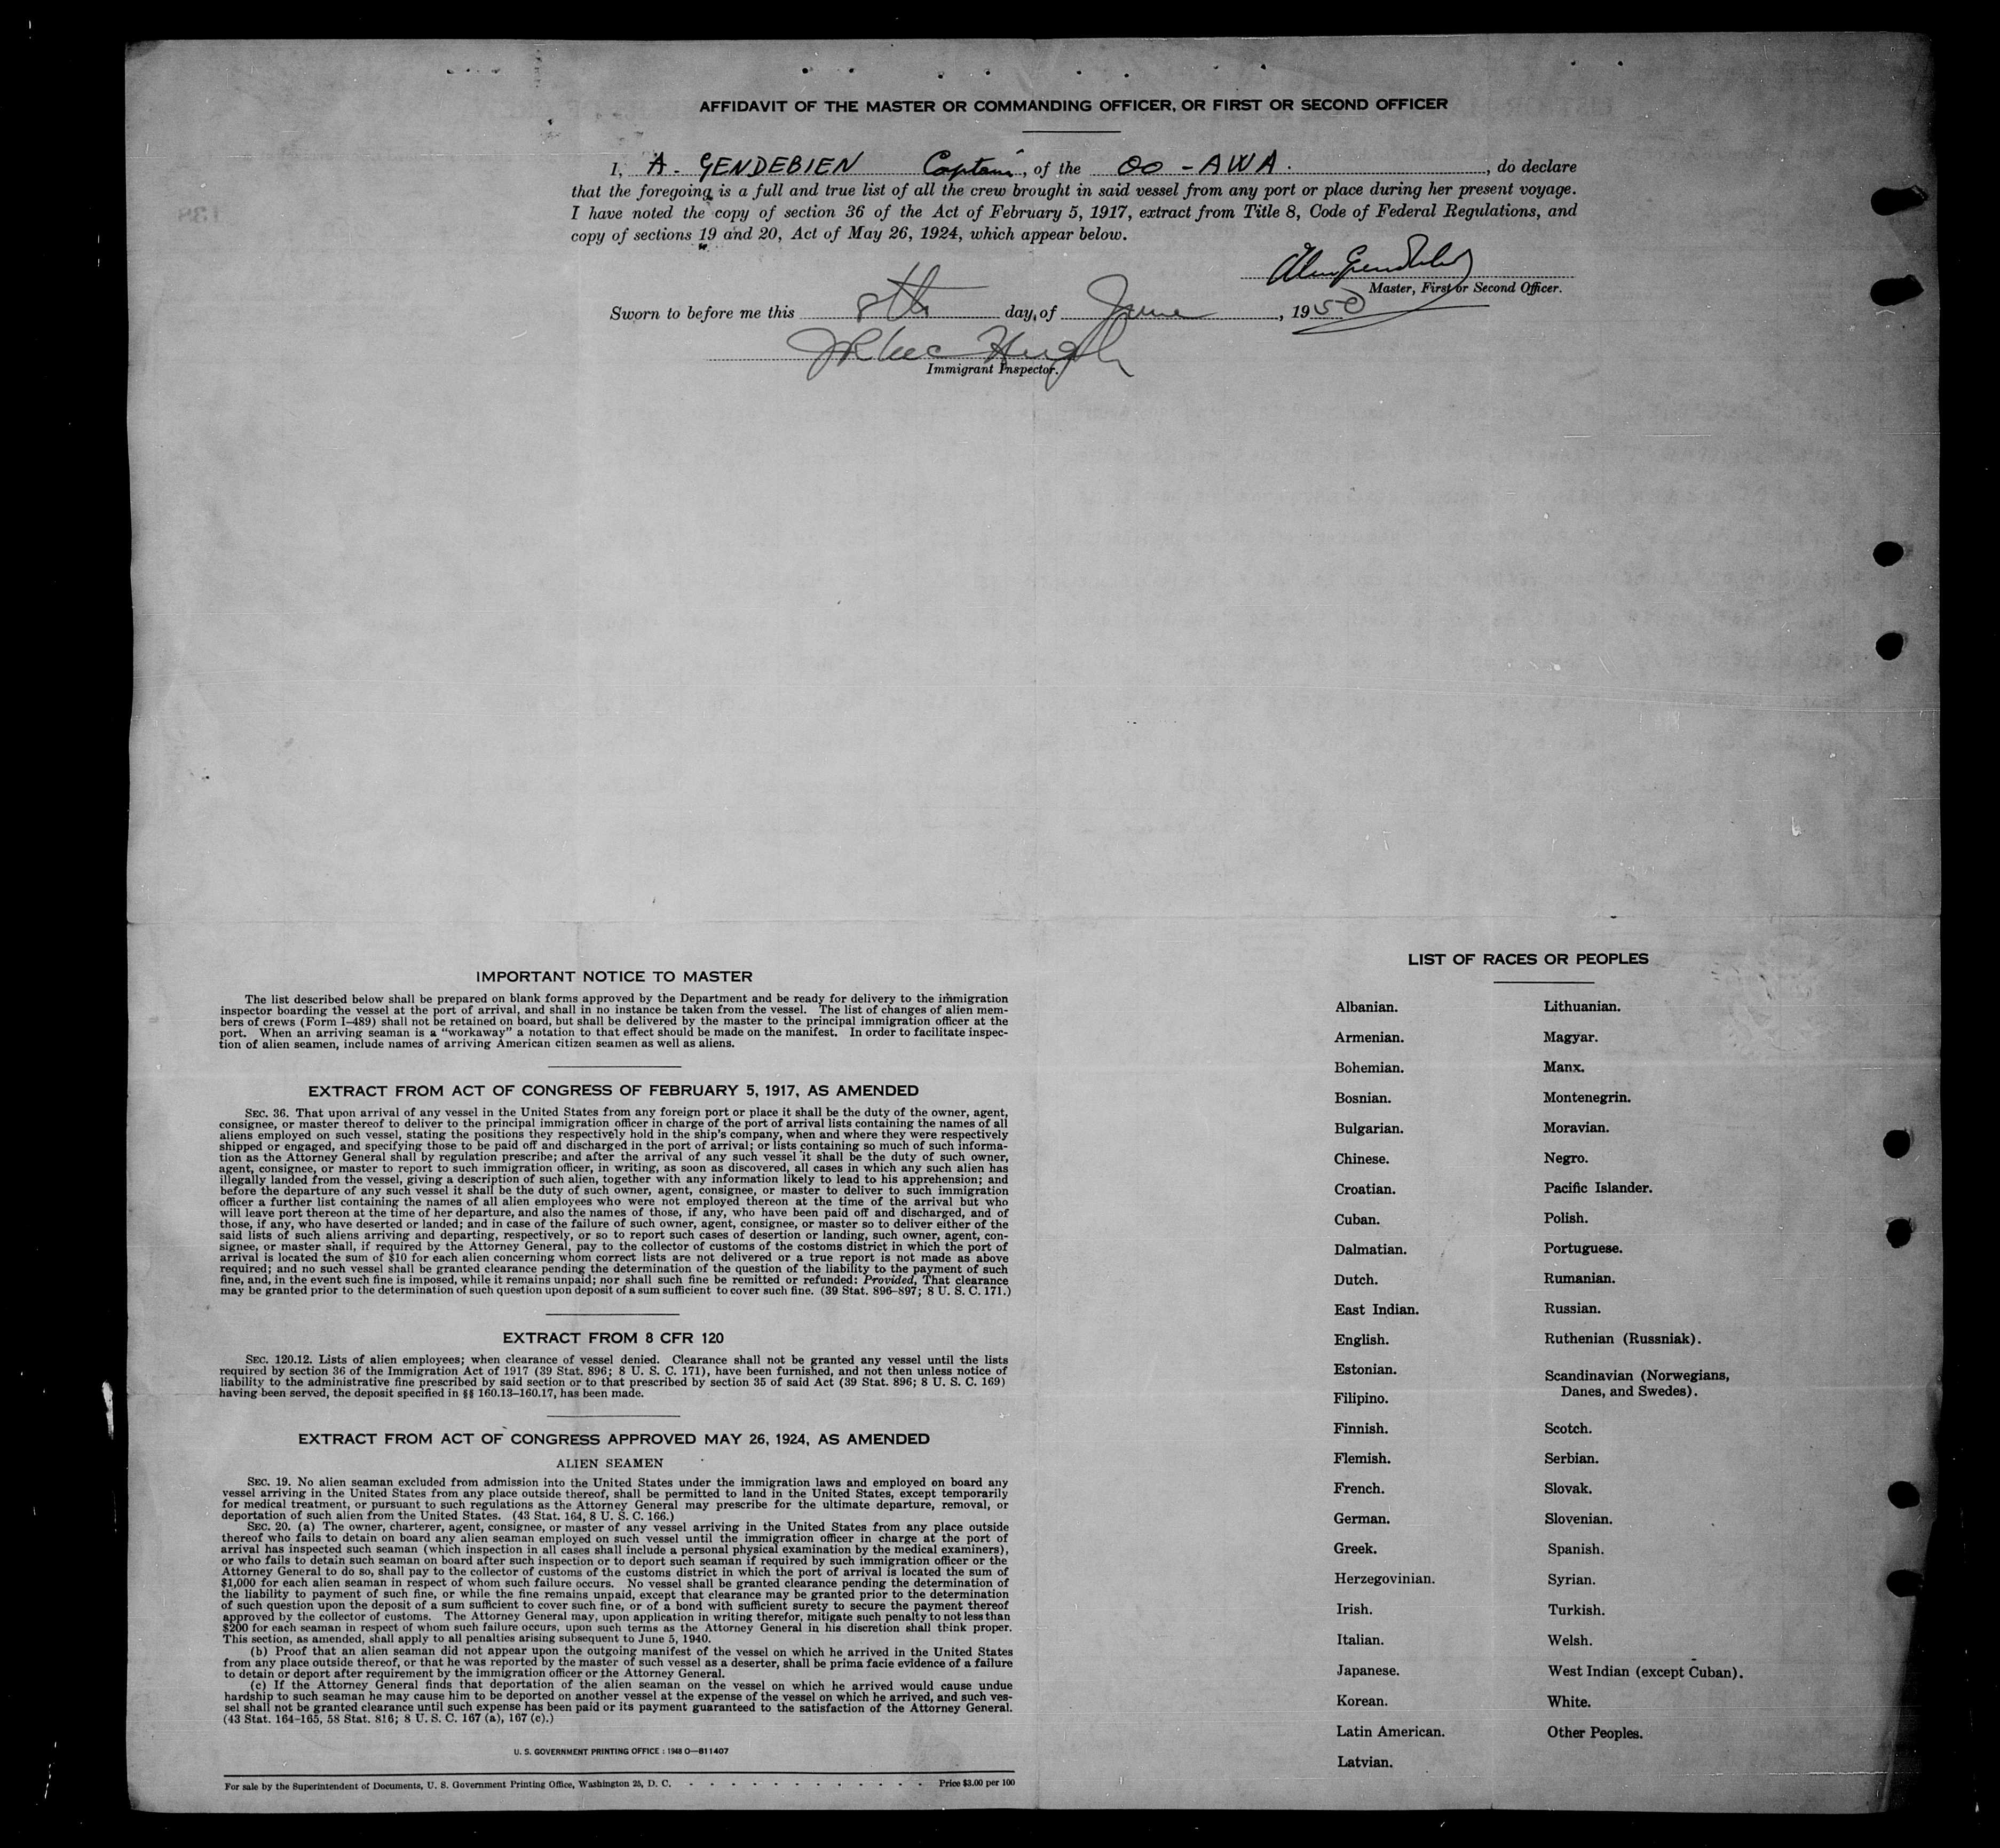 AFFIDAVIT OF THE MASTER OR COMMANDING OFFICER, OR FIRST OR SECOND OFFICER
I, A. GENDEBIEN Captain, of the OO-AWA., do declare
that the foregoing is a full and true list of all the crew brought in said vessel from any port or place during her present voyage.
I have noted the copy of section 36 of the Act of February 5, 1917, extract from Title 8, Code of Federal Regulations, and
copy of sections 19 and 20, Act of May 26, 1924, which appear below.
Master, First or Second Officer.
Sworn to before me this 8th day of June, 1950
Immigrant Inspector.
138
IMPORTANT NOTICE TO MASTER
The list described below shall be prepared on blank forms approved by the Department and be ready for delivery to the immigration
inspector boarding the vessel at the port of arrival, and shall in no instance be taken from the vessel. The list of changes of alien mem-
bers of crews (Form I-489) shall not be retained on board, but shall be delivered by the master to the principal immigration officer at the
port. When an arriving seaman is a "workaway" a notation to that effect should be made on the manifest. In order to facilitate inspec-
tion of alien seamen, include names of arriving American citizen seamen as well as aliens.
EXTRACT FROM ACT OF CONGRESS OF FEBRUARY 5, 1917, AS AMENDED
SEC. 36. That upon arrival of any vessel in the United States from any foreign port or place it shall be the duty of the owner, agent,
consignee, or master thereof to deliver to the principal immigration officer in charge of the port of arrival lists containing the names of all
aliens employed on such vessel, stating the positions they respectively hold in the ship's company, when and where they were respectively
shipped or engaged, and specifying those to be paid off and discharged in the port of arrival; or lists containing so much of such informa-
tion as the Attorney General shall by regulation prescribe; and after the arrival of any such vessel it shall be the duty of such owner,
agent, consignee, or master to report to such immigration officer, in writing, as soon as discovered, all cases in which any such alien has
illegally landed from the vessel, giving a description of such alien, together with any information likely to lead to his apprehension; and
before the departure of any such vessel it shall be the duty of such owner, agent, consignee, or master to deliver to such immigration
officer a further list containing the names of all alien employees who were not employed thereon at the time of the arrival but who
will leave port thereon at the time of her departure, and also the names of those, if any, who have been paid off and discharged, and of
those, if any, who have deserted or landed; and in case of the failure of such owner, agent, consignee, or master so to deliver either of the
said lists of such aliens arriving and departing, respectively, or so to report such cases of desertion or landing, such owner, agent, con-
signee, or master shall, if required by the Attorney General, pay to the collector of customs of the costoms district in which the port of
arrival is located the sum of $10 for each alien concerning whom correct lists are not delivered or a true report is not made as above
required; and no such vessel shall be granted clearance pending the determination of the question of the liability to the payment of such
fine, and, in the event such fine is imposed, while it remains unpaid; nor shall such fine be remitted or refunded: Provided, That clearance
may be granted prior to the determination of such question upon deposit of a sum sufficient to cover such fine. (39 Stat. 896-897; 8 U. S. C. 171.)
EXTRACT FROM 8 CFR 120
SEC. 120.12. Lists of alien employees; when clearance of vessel denied. Clearance shall not be granted any vessel until the lists
required by section 36 of the Immigration Act of 1917 (39 Stat. 896; 8 U. S. C. 171), have been furnished, and not then unless notice of
liability to the administrative fine prescribed by said section or to that prescribed by section 35 of said Act (39 Stat. 896; 8 U. S. C. 169)
having been served, the deposit specified in §§ 160.13-160.17, has been made.
EXTRACT FROM ACT OF CONGRESS APPROVED MAY 26, 1924, AS AMENDED
ALIEN SEAMEN
SEC. 19. No alien seaman excluded from admission into the United States under the immigration laws and employed on board any
vessel arriving in the United States from any place outside thereof, shall be permitted to land in the United States, except temporarily
for medical treatment, or pursuant to such regulations as the Attorney General may prescribe for the ultimate departure, removal, or
deportation of such alien from the United States. (43 Stat. 164, 8 U. S. C. 166.)
SEC. 20. (a) The owner, charterer, agent, consignee, or master of any vessel arriving in the United States from any place outside
thereof who fails to detain on board any alien seaman employed on such vessel until the immigration officer in charge at the port of
arrival has inspected such seaman (which inspection in all cases shall include a personal physical examination by the medical examiners),
or who fails to detain such seaman on board after such inspection or to deport such seaman if required by such immigration officer or the
Attorney General to do so, shall pay to the collector of customs of the customs district in which the port of arrival is located the sum of
$1,000 for each alien seaman in respect of whom such failure occurs. No vessel shall be granted clearance pending the determination of
the liability to payment of such fine, or while the fine remains unpaid, except that clearance may be granted prior to the determination
of such question upon the deposit of a sum sufficient to cover such fine, or of a bond with sufficient surety to secure the payment thereof
approved by the collector of customs. The Attorney General may, upon application in writing therefor, mitigate such penalty to not less than
$200 for each seaman in respect of whom such failure occurs, upon such terms as the Attorney General in his discretion shall think proper.
This section, as amended, shall apply to all penalties arising subsequent to June 5, 1940.
(b) Proof that an alien seaman did not appear upon the outgoing manifest of the vessel on which he arrived in the United States
from any place outside thereof, or that he was reported by the master of such vessel as a deserter, shall be prima facie evidence of a failure
to detain or deport after requirement by the immigration officer or the Attorney General.
(c) If the Attorney General finds that deportation of the alien seaman on the vessel on which he arrived would cause undue
hardship to such seaman he may cause him to be deported on another vessel at the expense of the vessel on which he arrived, and such ves-
sel shall not be granted clearance until such expense has been paid or its payment guaranteed to the satisfaction of the Attorney General.
(43 Stat. 164-165, 58 Stat. 816; 8 U. S. C. 167 (a), 167 (c).)
U. S. GOVERNMENT PRINTING OFFICE : 1948 O—811407
For sale by the Superintendent of Documents, U. S. Government Printing Office, Washington 25, D. C. - - - - - - - - - - - - Price $3.00 per 100
LIST OF RACES OR PEOPLES
Albanian.
Armenian.
Bohemian.
Bosnian.
Bulgarian.
Chinese.
Croatian.
Cuban.
Dalmatian.
Dutch.
East Indian.
English.
Estonian.
Filipino.
Finnish.
Flemish.
French.
German.
Greek.
Herzegovinian.
Irish.
Italian.
Japanese.
Korean.
Latin American.
Latvian.
Lithuanian.
Magyar.
Manx.
Montenegrin.
Moravian.
Negro.
Pacific Islander.
Polish.
Portuguese.
Rumanian.
Russian.
Ruthenian (Russniak).
Scandinavian (Norwegians,
Danes, and Swedes).
Scotch.
Serbian.
Slovak.
Slovenian.
Spanish.
Syrian.
Turkish.
Welsh.
West Indian (except Cuban).
White.
Other Peoples.